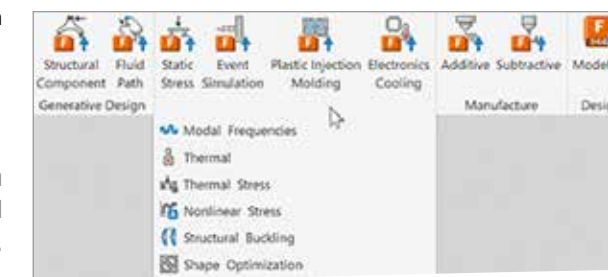 Structural Fluid Static Event Plastic Injection Electronics Additive Subtractive Model
Component Path Stress Simulation Molding Cooling
Generative Design Manufacture Desi
Modal Frequencies
Thermal
Thermal Stress
Nonlinear Stress
Structural Buckling
Shape Optimization